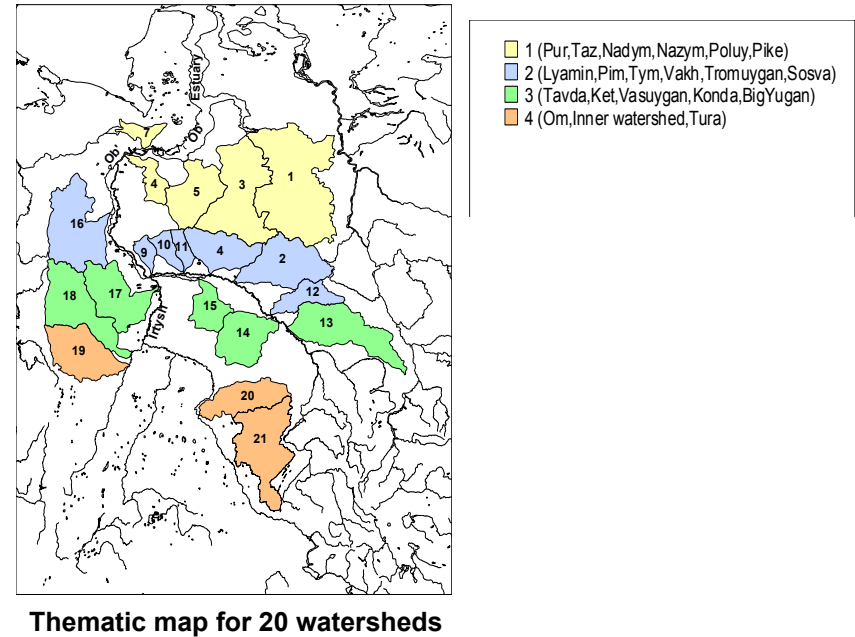 1 (Pur,Taz,Nadym,Nazym,Poluy,Pike)
2 (Lyamin,Pim,Tym,Vakh,Tromuygan,Sosva)
3 (Tavda,Ket,Vasuygan,Konda,BigYugan)
4 (Om,Inner watershed,Tura)
Estuary
Ob'
7
Ob'
4
5
3
1
16
9
10
11
4
2
12
18
17
15
13
Irtysh
14
19
20
21
Thematic map for 20 watersheds